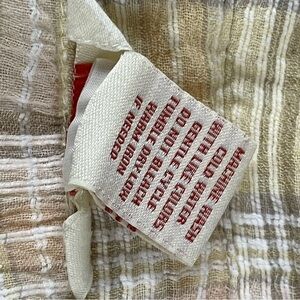 MACHINE WASH
WITH COLD WATER
WITH LIKE COLORS
GENTLE CYCLE
DO NOT BLEACH
TUMBLE DRY LOW
WARM IRON
IF NEEDED